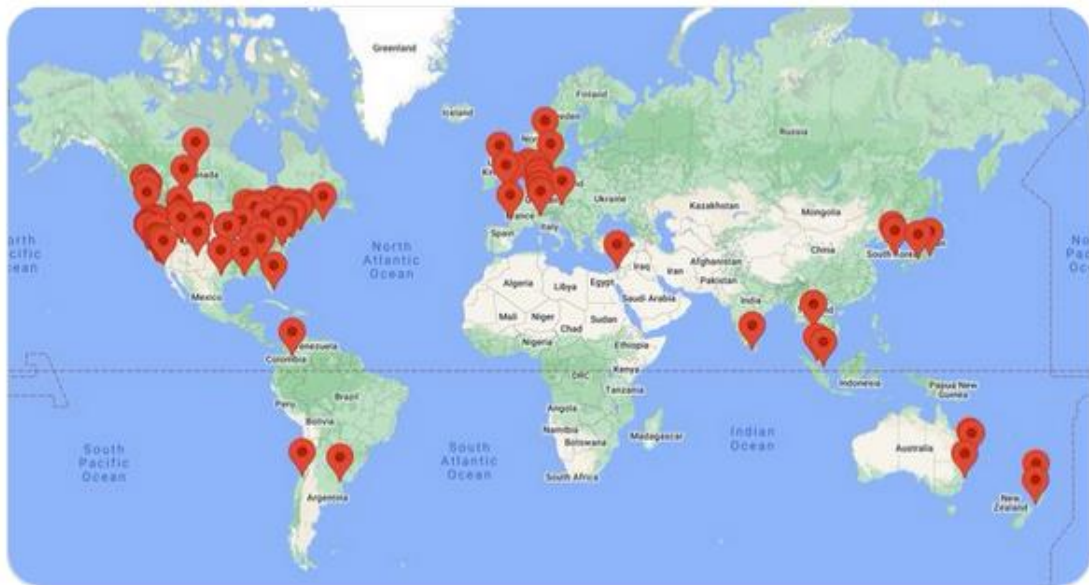 Greenland
Iceland
Finland
Russia
Ukraine
Kazakhstan
Mongolia
France
Italy
Spain
North
Atlantic
Ocean
Iraq
Iran
Afghanistan
Pakistan
China
South Korea
Algeria
Libya
Egypt
Saudi Arabia
India
Mexico
Mali
Niger
Sudan
Chad
Nigeria
Ethiopia
Venezuela
Colombia
Kenya
DRC
Tanzania
Indonesia
Papua New
Guinea
Peru
Brazil
Bolivia
Angola
Namibia
Botswana
Madagascar
South
Pacific
Ocean
South
Atlantic
Ocean
Indian
Ocean
Australia
South Africa
Argentina
New
Zealand